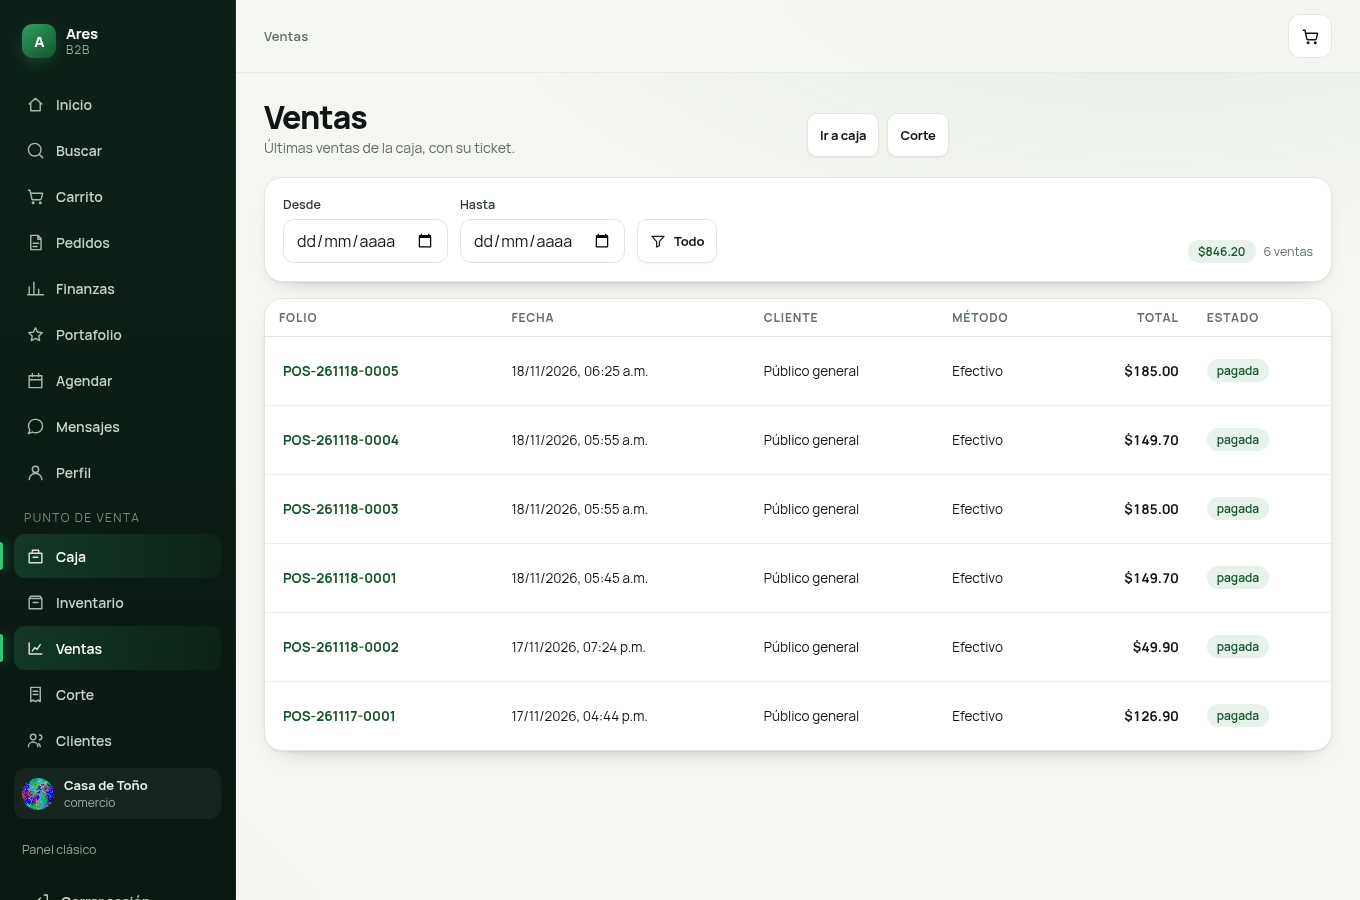 A
Ares
B2B
Inicio
Buscar
Carrito
Pedidos
Finanzas
Portafolio
Agendar
Mensajes
Perfil
PUNTO DE VENTA
Caja
Inventario
Ventas
Corte
Clientes
Casa de Toño
comercio
Panel clásico
Ventas
Ventas
Últimas ventas de la caja, con su ticket.
Ir a caja
Corte
Desde
Hasta
dd/mm/aaaa
dd/mm/aaaa
Todo
$846.20
6 ventas
FOLIO FECHA CLIENTE MÉTODO TOTAL ESTADO
POS-261118-0005 18/11/2026, 06:25 a.m. Público general Efectivo $185.00 pagada
POS-261118-0004 18/11/2026, 05:55 a.m. Público general Efectivo $149.70 pagada
POS-261118-0003 18/11/2026, 05:55 a.m. Público general Efectivo $185.00 pagada
POS-261118-0001 18/11/2026, 05:45 a.m. Público general Efectivo $149.70 pagada
POS-261118-0002 17/11/2026, 07:24 p.m. Público general Efectivo $49.90 pagada
POS-261117-0001 17/11/2026, 04:44 p.m. Público general Efectivo $126.90 pagada